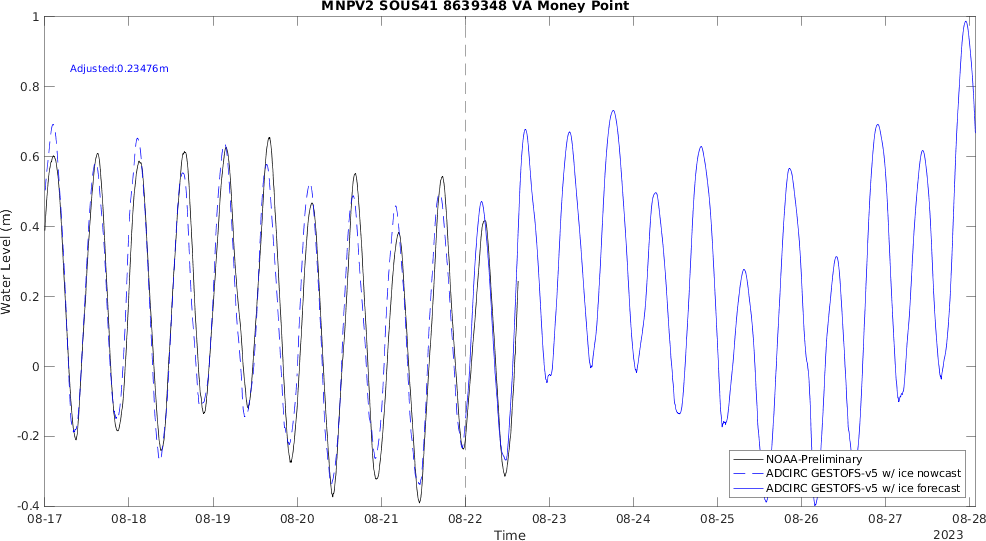 MNPV2 SOUS41 8639348 VA Money Point
1
Adjusted:0.23476m
0.8
0.6
0.4
Water Level (m)
0.2
0
-0.2
NOAA-Preliminary
ADCIRC GESTOFS-v5 w/ ice nowcast
ADCIRC GESTOFS-v5 w/ ice forecast
-0.4
08-17 08-18 08-19 08-20 08-21 08-22 08-23 08-24 08-25 08-26 08-27 08-28
Time 2023